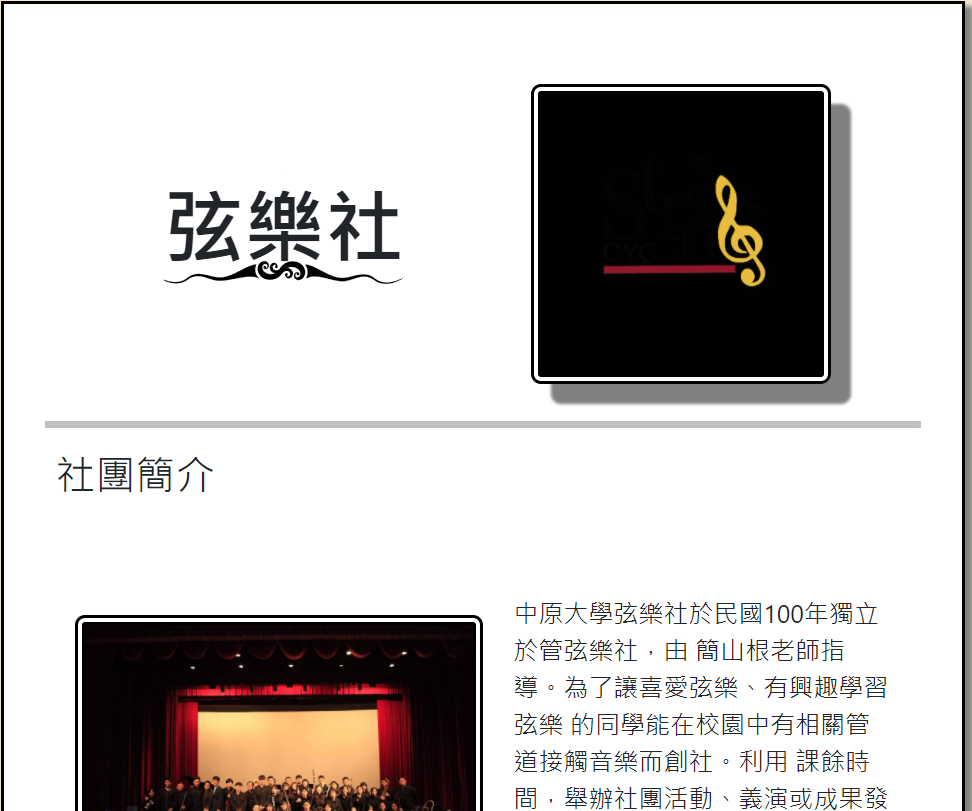 弦樂社
Strings
CYC
社團簡介
中原大學弦樂社於民國100年獨立
於管弦樂社，由 簡山根老師指
導。為了讓喜愛弦樂、有興趣學習
弦樂 的同學能在校園中有相關管
道接觸音樂而創社。利用 課餘時
間，舉辦社團活動、義演或成果發